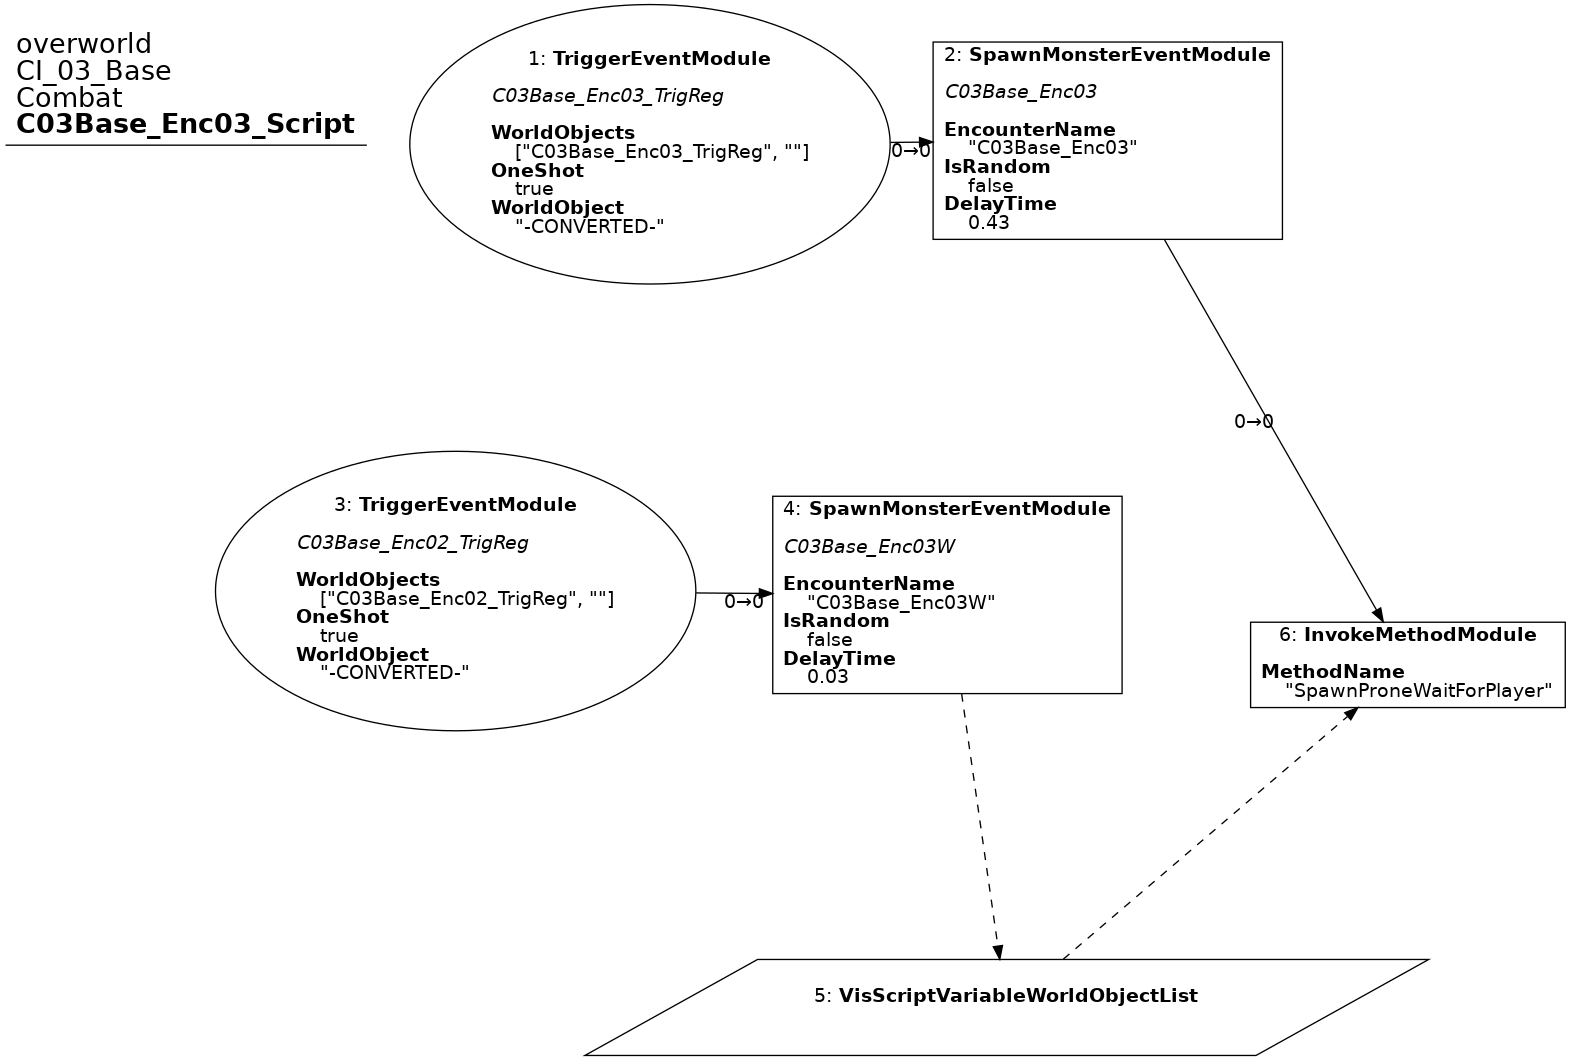 overworld
CI_03_Base
Combat
C03Base_Enc03_Script
1: TriggerEventModule
C03Base_Enc03_TrigReg
WorldObjects
["C03Base_Enc03_TrigReg", ""]
OneShot
true
WorldObject
"-CONVERTED-"
0→0
2: SpawnMonsterEventModule
C03Base_Enc03
EncounterName
"C03Base_Enc03"
IsRandom
false
DelayTime
0.43
0→0
3: TriggerEventModule
C03Base_Enc02_TrigReg
WorldObjects
["C03Base_Enc02_TrigReg", ""]
OneShot
true
WorldObject
"-CONVERTED-"
0→0
4: SpawnMonsterEventModule
C03Base_Enc03W
EncounterName
"C03Base_Enc03W"
IsRandom
false
DelayTime
0.03
6: InvokeMethodModule
MethodName
"SpawnProneWaitForPlayer"
5: VisScriptVariableWorldObjectList